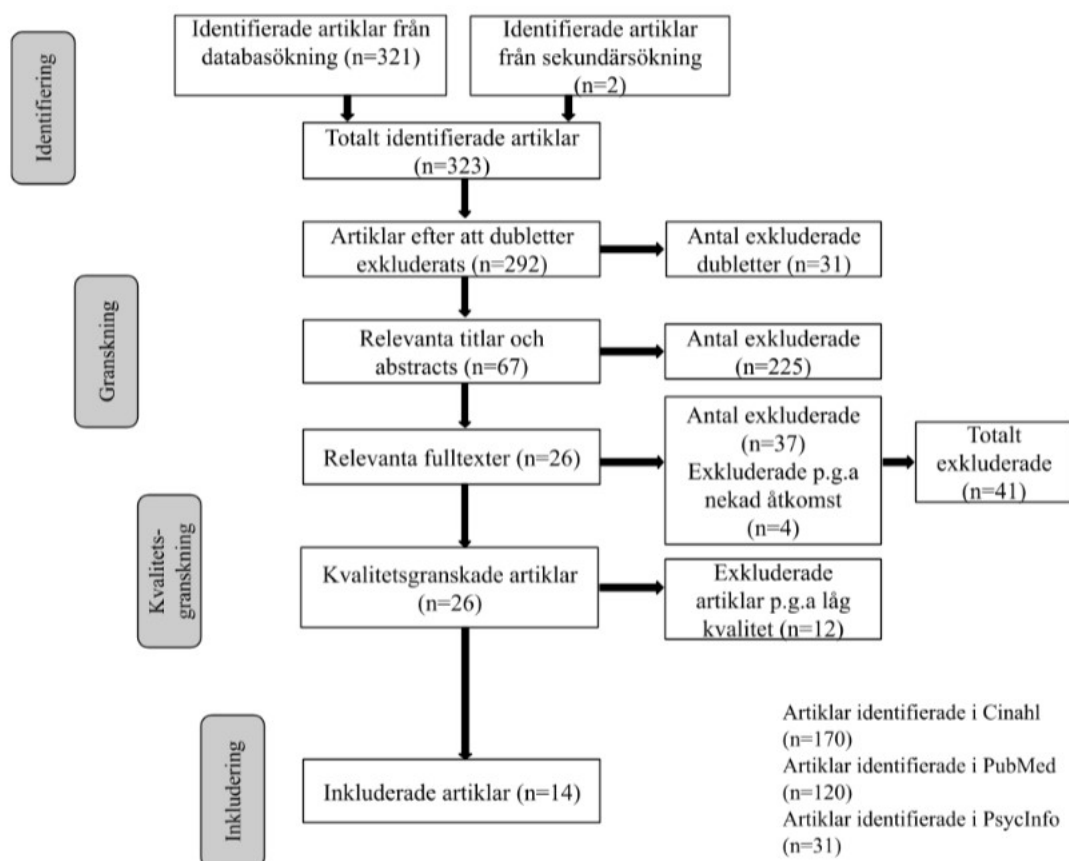 Identifiering
Identifierade artiklar från
databasökning (n=321)
Identifierade artiklar
från sekundärsökning
(n=2)
Totalt identifierade artiklar
(n=323)
Artiklar efter att dubletter
exkluderats (n=292)
Antal exkluderade
dubletter (n=31)
Granskning
Relevanta titlar och
abstracts (n=67)
Antal exkluderade
(n=225)
Relevanta fulltexter (n=26)
Antal exkluderade
(n=37)
Exkluderade p.g.a
nekad åtkomst
(n=4)
Totalt
exkluderade
(n=41)
Kvalitets-
granskning
Kvalitetsgranskade artiklar
(n=26)
Exkluderade
artiklar p.g.a låg
kvalitet (n=12)
Inkludering
Inkluderade artiklar (n=14)
Artiklar identifierade i Cinahl
(n=170)
Artiklar identifierade i PubMed
(n=120)
Artiklar identifierade i PsycInfo
(n=31)